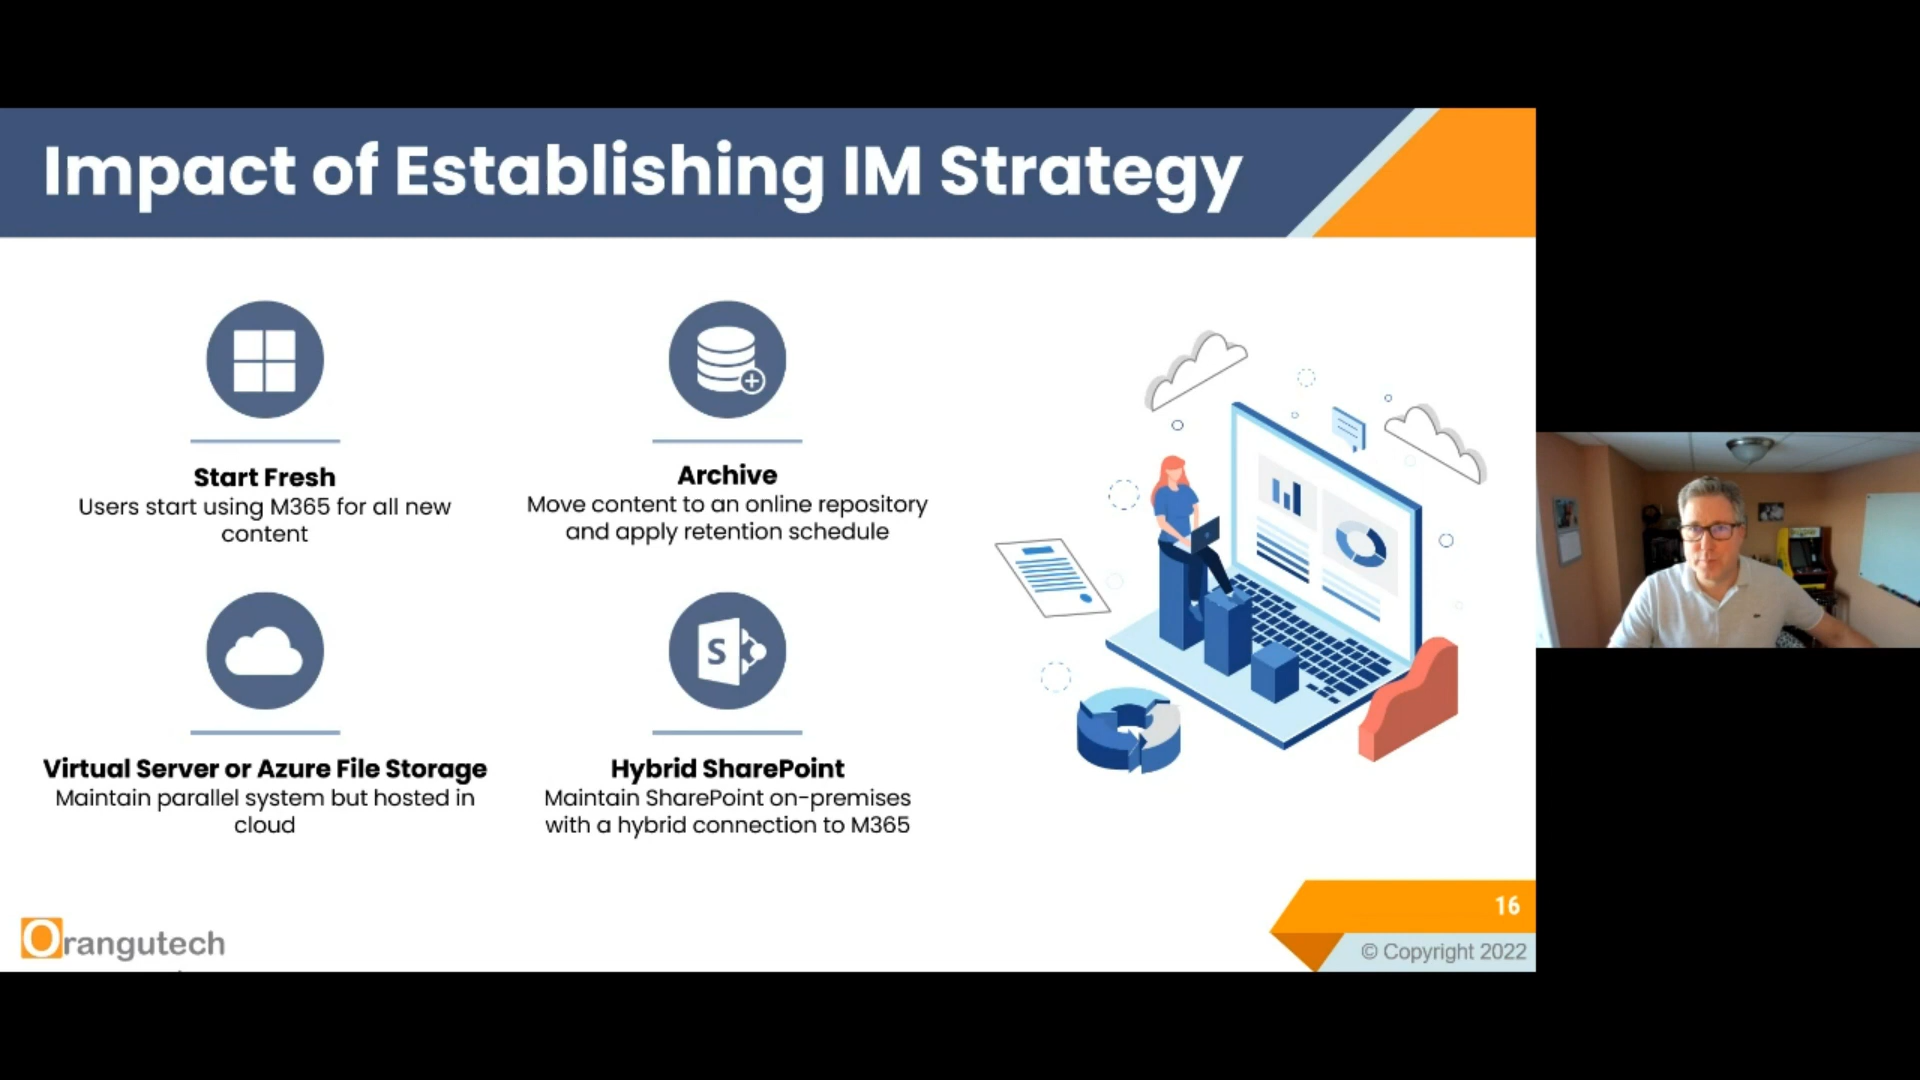 Impact of Establishing IM Strategy
Start Fresh
Users start using M365 for all new
content
Archive
Move content to an online repository
and apply retention schedule
Virtual Server or Azure File Storage
Maintain parallel system but hosted in
cloud
S
Hybrid SharePoint
Maintain SharePoint on-premises
with a hybrid connection to M365
Orangutech
16
© Copyright 2022